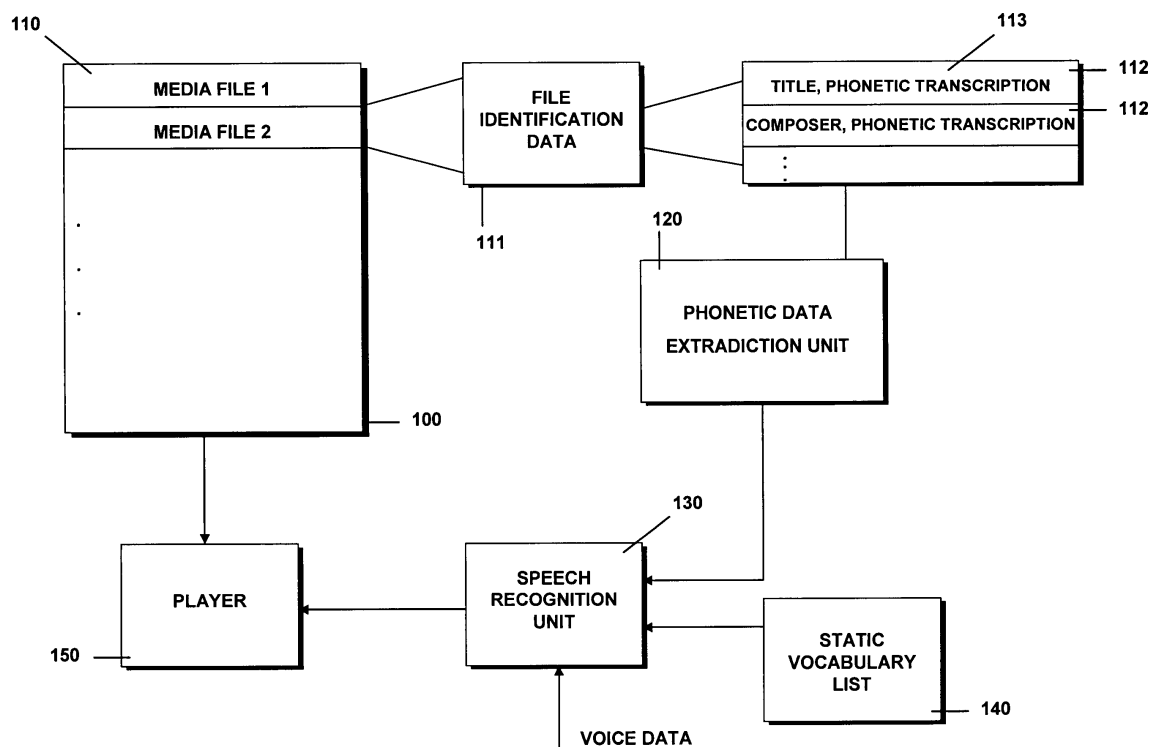 110
113
MEDIA FILE 1
MEDIA FILE 2
FILE
IDENTIFICATION
DATA
TITLE, PHONETIC TRANSCRIPTION
112
COMPOSER, PHONETIC TRANSCRIPTION
112
111
120
PHONETIC DATA
EXTRADICTION UNIT
100
130
PLAYER
150
SPEECH
RECOGNITION
UNIT
STATIC
VOCABULARY
LIST
140
VOICE DATA